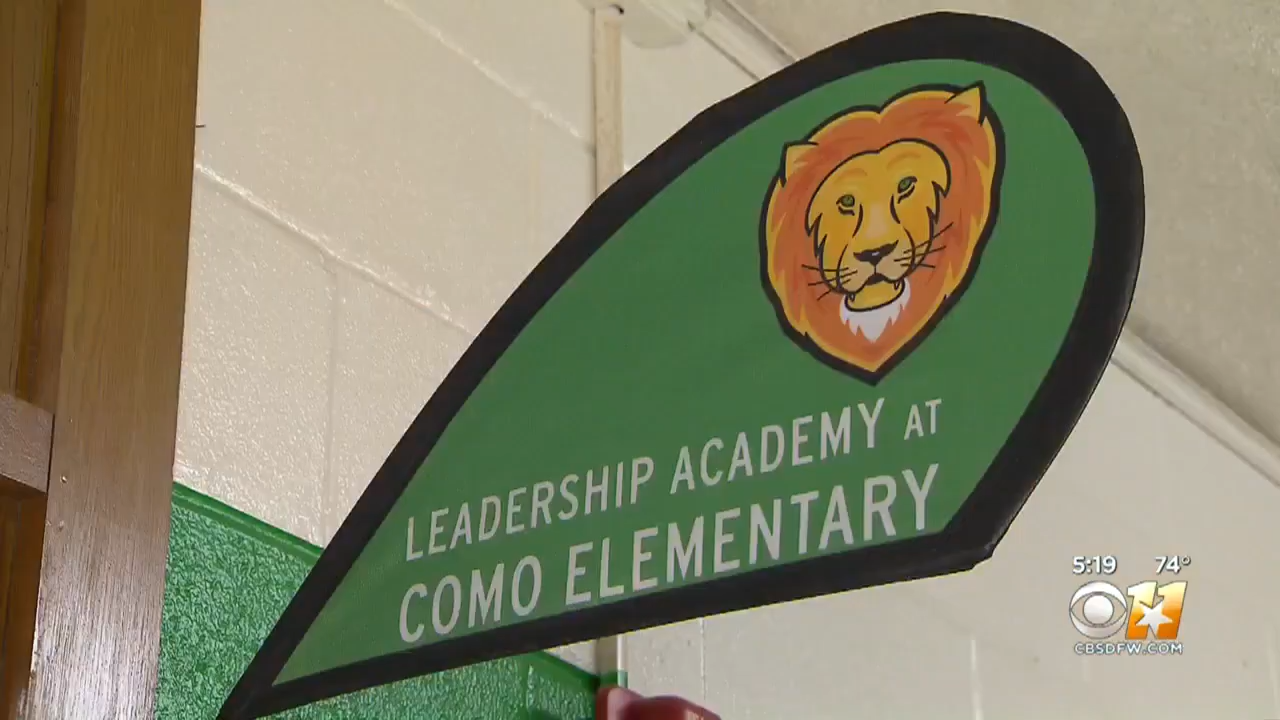 LEADERSHIP ACADEMY AT
COMO ELEMENTARY
5:19 74°
11
CBSDFW.COM